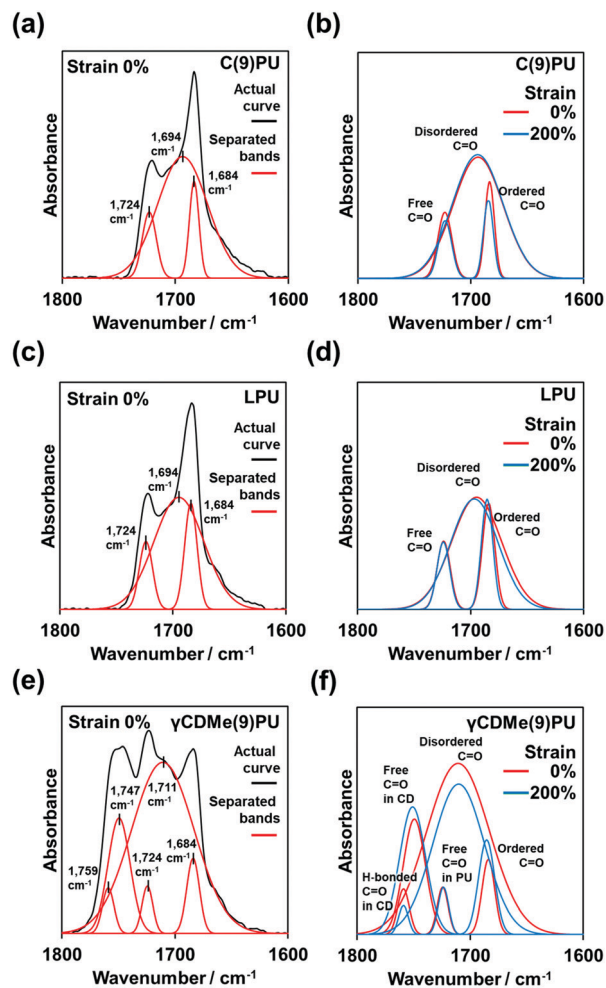 (a)
Strain 0%
C(9)PU
Actual
curve
Separated
bands
1,694
cm-1
1,684
cm-1
1,724
cm-1
Absorbance
1800
1700
1600
Wavenumber / cm-1
(b)
C(9)PU
Strain
0%
200%
Disordered
C=O
Free
C=O
Ordered
C=O
Absorbance
1800
1700
1600
Wavenumber / cm-1
(c)
Strain 0%
LPU
Actual
curve
Separated
bands
1,694
cm-1
1,684
cm-1
1,724
cm-1
Absorbance
1800
1700
1600
Wavenumber / cm-1
(d)
LPU
Strain
0%
200%
Disordered
C=O
Free
C=O
Ordered
C=O
Absorbance
1800
1700
1600
Wavenumber / cm-1
(e)
Strain 0%
γCDMe(9)PU
Actual
curve
Separated
bands
1,747
cm-1
1,711
cm-1
1,759
cm-1
1,724
cm-1
1,684
cm-1
Absorbance
1800
1700
1600
Wavenumber / cm-1
(f)
γCDMe(9)PU
Disordered
C=O
Strain
0%
200%
Free
C=O
in CD
H-bonded
C=O
in CD
Free
C=O
in PU
Ordered
C=O
Absorbance
1800
1700
1600
Wavenumber / cm-1